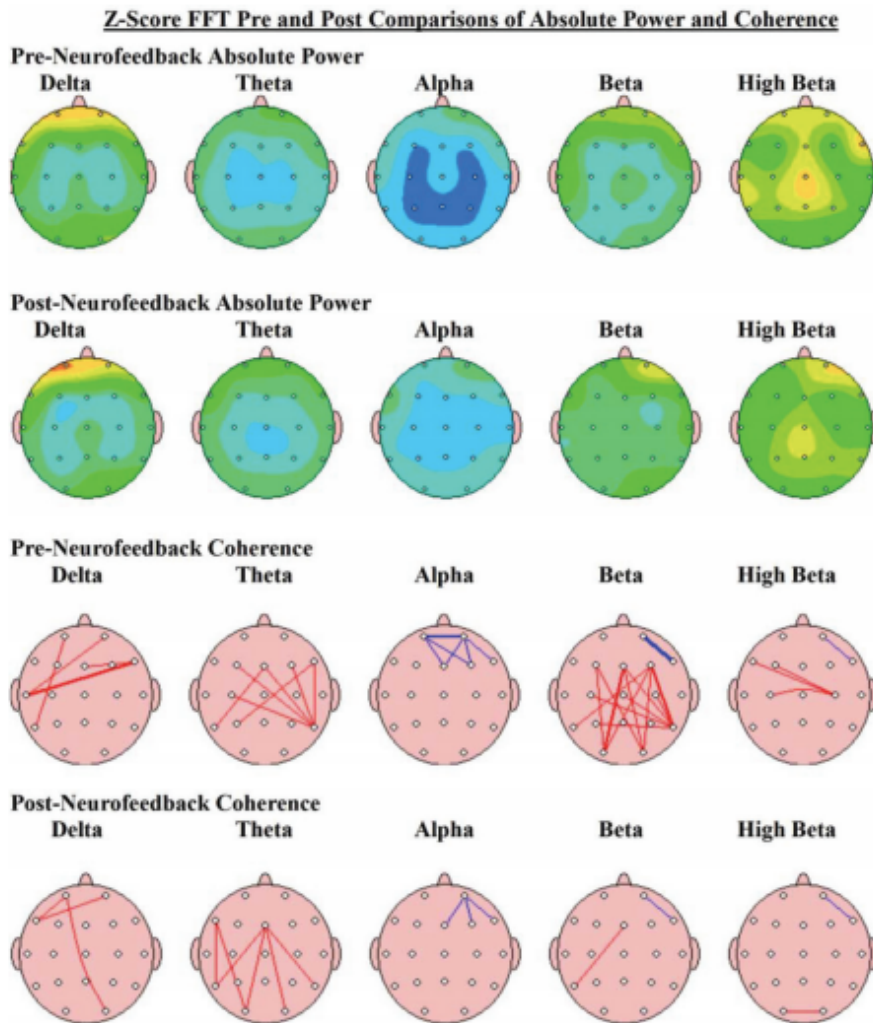 Z-Score FFT Pre and Post Comparisons of Absolute Power and Coherence
Pre-Neurofeedback Absolute Power
Delta Theta Alpha Beta High Beta
Post-Neurofeedback Absolute Power
Delta Theta Alpha Beta High Beta
Pre-Neurofeedback Coherence
Delta Theta Alpha Beta High Beta
Post-Neurofeedback Coherence
Delta Theta Alpha Beta High Beta